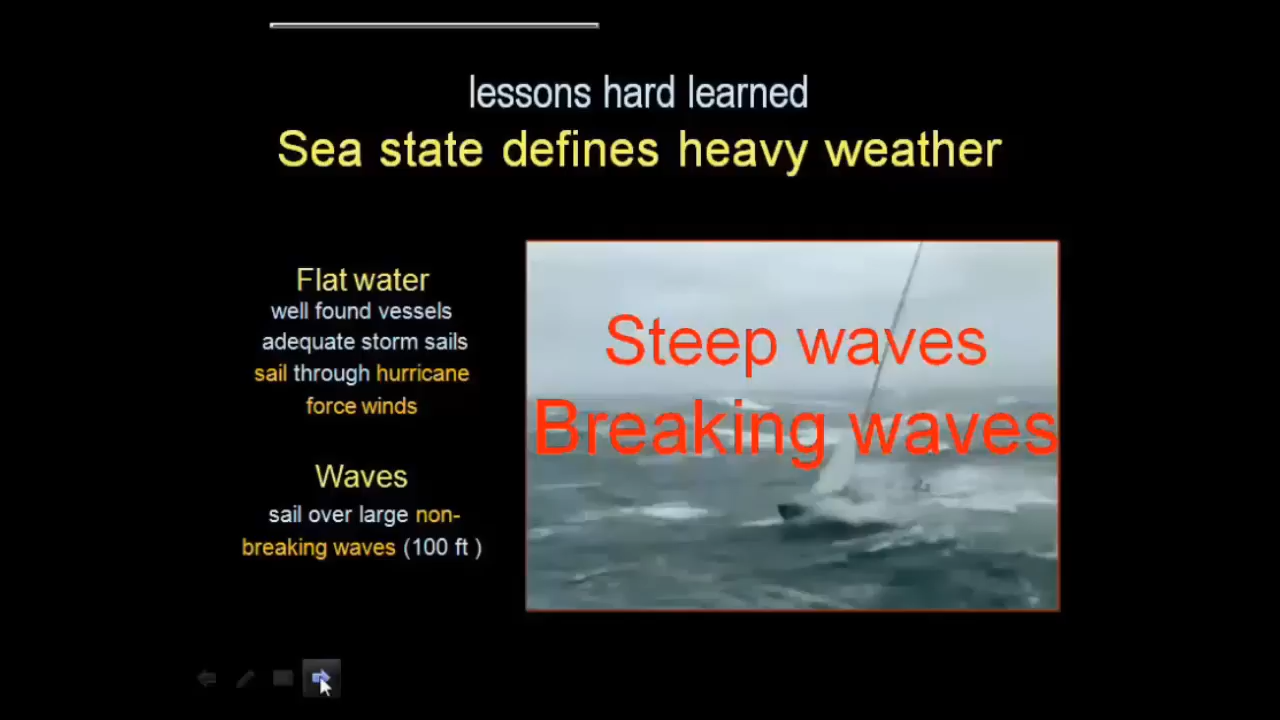 lessons hard learned
Sea state defines heavy weather
Flat water
well found vessels
adequate storm sails
sail through hurricane
force winds
Waves
sail over large non-
breaking waves (100 ft )
Steep waves
Breaking waves